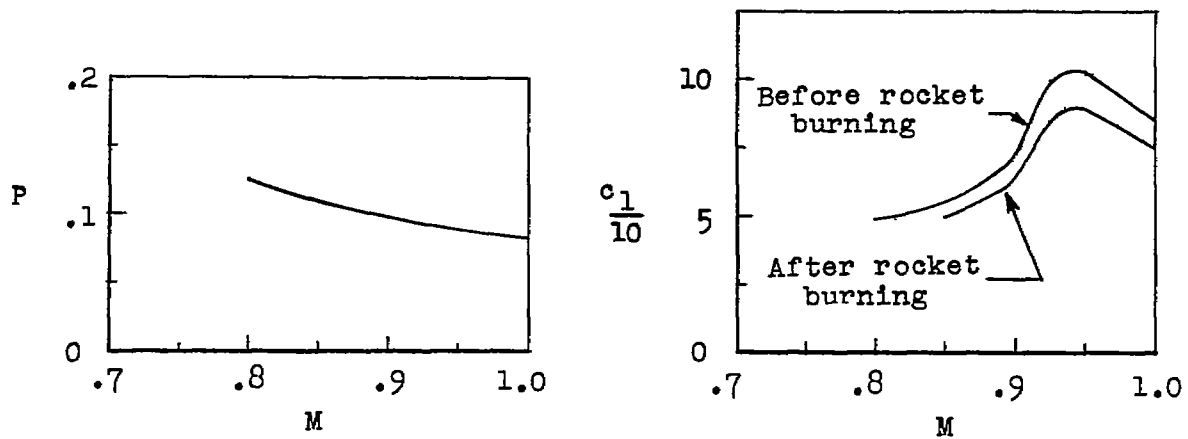 .2
P
.1
0
.7 .8 .9 1.0
M
10
Before rocket
burning
c1
10
5
After rocket
burning
0
.7 .8 .9 1.0
M